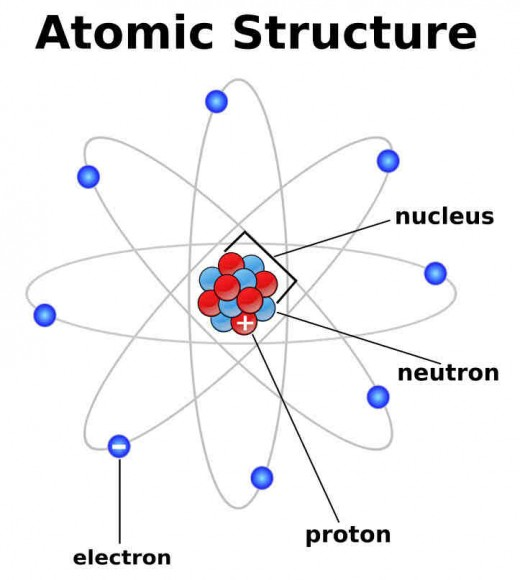 Atomic Structure
nucleus
neutron
proton
electron
+
−